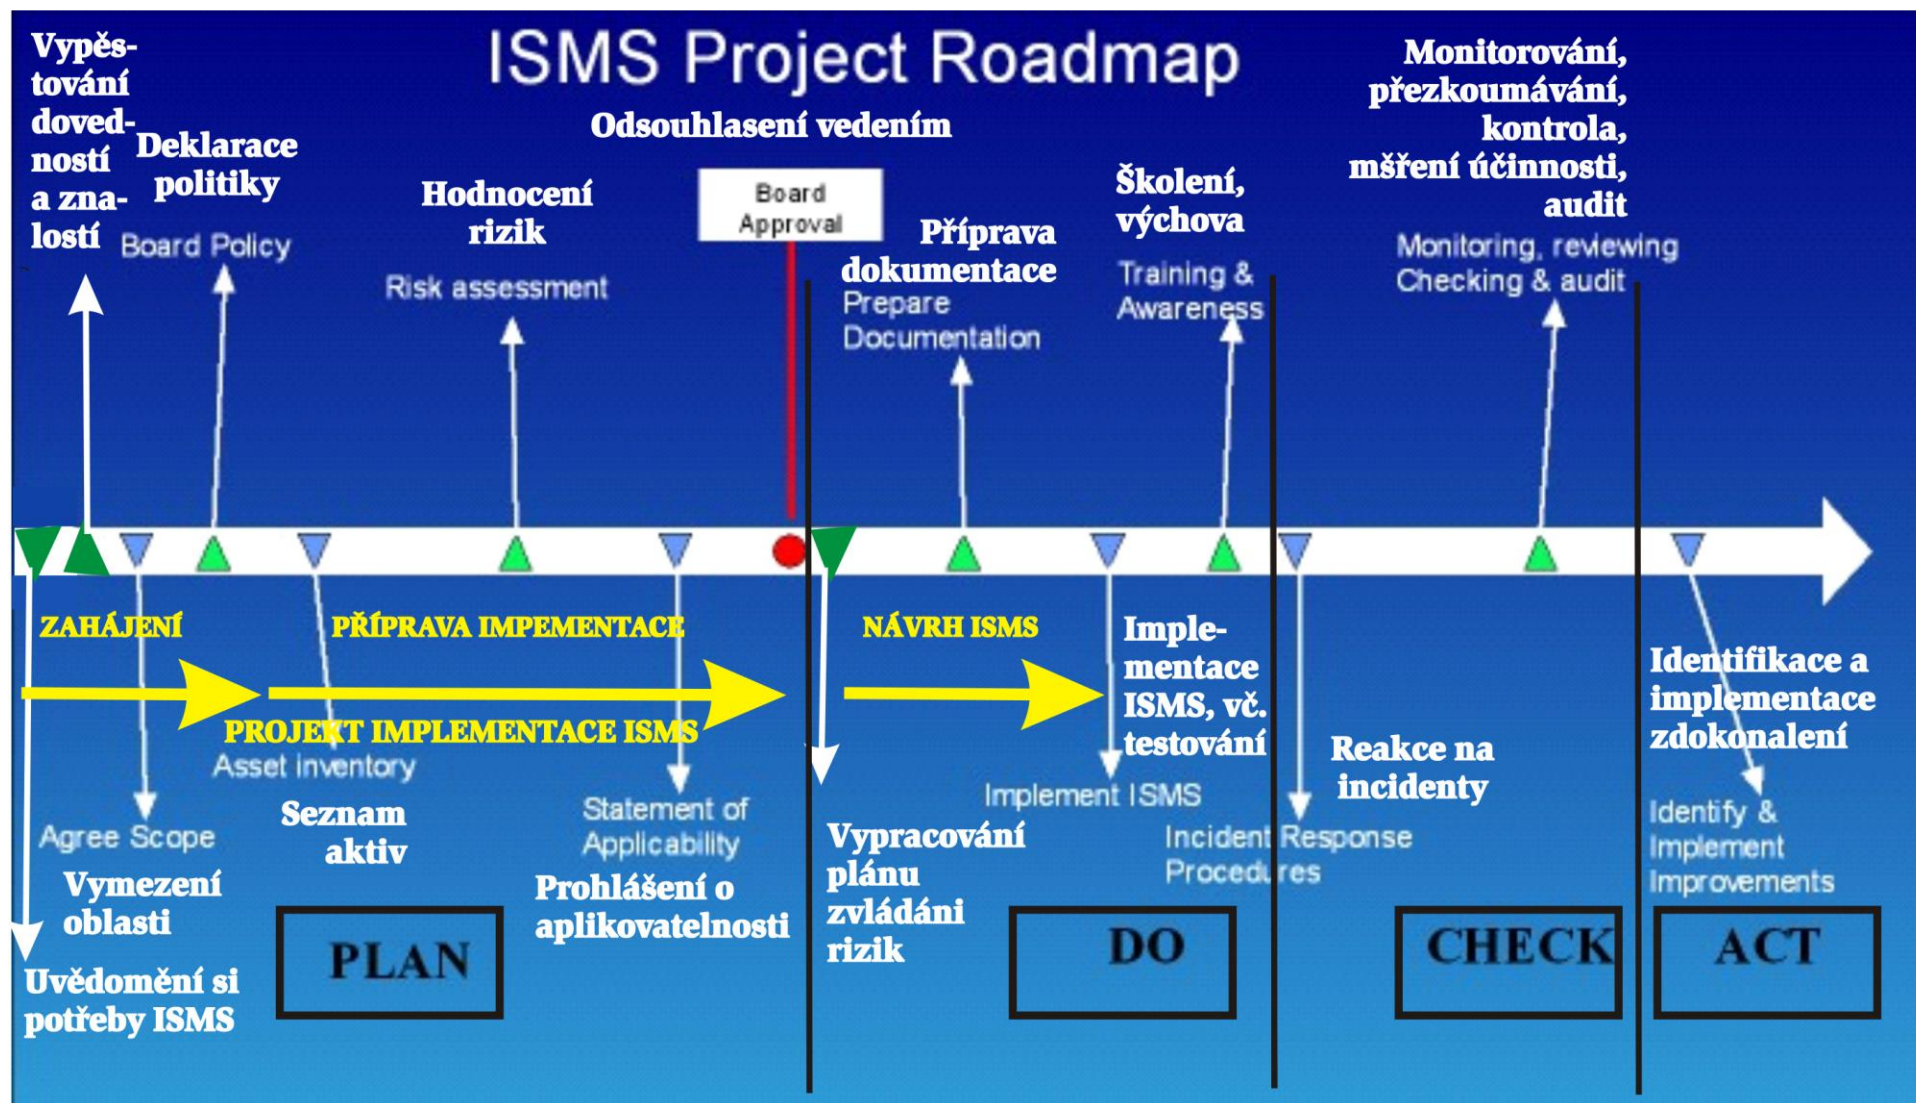 ISMS Project Roadmap
Vypěs-
tování
doved-
ností
a zna-
lostí
Deklarace
politiky
Board Policy
Hodnocení
rizik
Risk assessment
Odsouhlasení vedením
Board
Approval
Příprava
dokumentace
Prepare
Documentation
Školení,
výchova
Training &
Awareness
Monitorování,
přezkoumávání,
kontrola,
mšření účinnosti,
audit
Monitoring, reviewing
Checking & audit
ZAHÁJENÍ
PŘÍPRAVA IMPEMENTACE
PROJEKT IMPLEMENTACE ISMS
NÁVRH ISMS
Agree Scope
Vymezení
oblasti
Uvědomění si
potřeby ISMS
Asset inventory
Seznam
aktiv
Statement of
Applicability
Prohlášení o
aplikovatelnosti
Vypracování
plánu
zvládáni
rizik
Imple-
mentace
ISMS, vč.
testování
Implement ISMS
Reakce na
incidenty
Incident Response
Procedures
Identifikace a
implementace
zdokonalení
Identify &
Implement
Improvements
PLAN
DO
CHECK
ACT